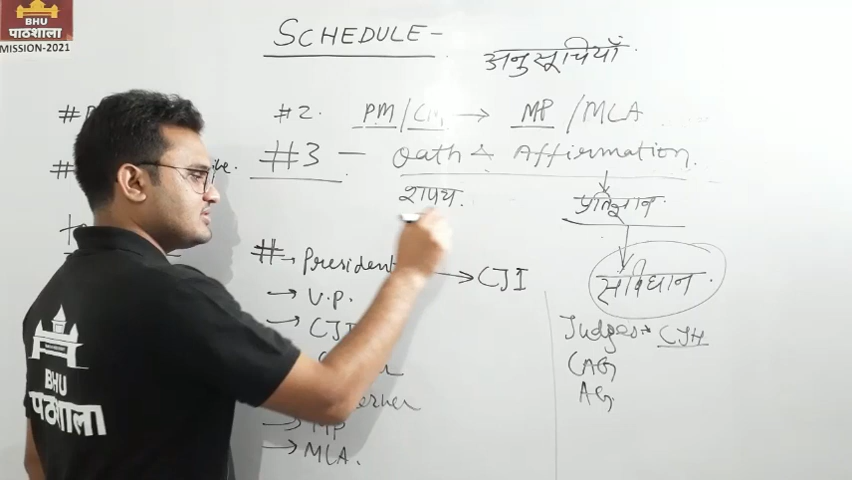 BHU
पाठशाला
MISSION-2021
SCHEDULE-
अनुसूचियाँ
#2. PM/CM → MP/MLA
#3 - Oath & Affirmation.
शपथ.
प्रतिज्ञान
# → President → CJI
संविधान
→ V.P.
→ CJI
Judges → CJH
CAG
AG.
→ MP
→ MLA.
BHU
पाठशाला